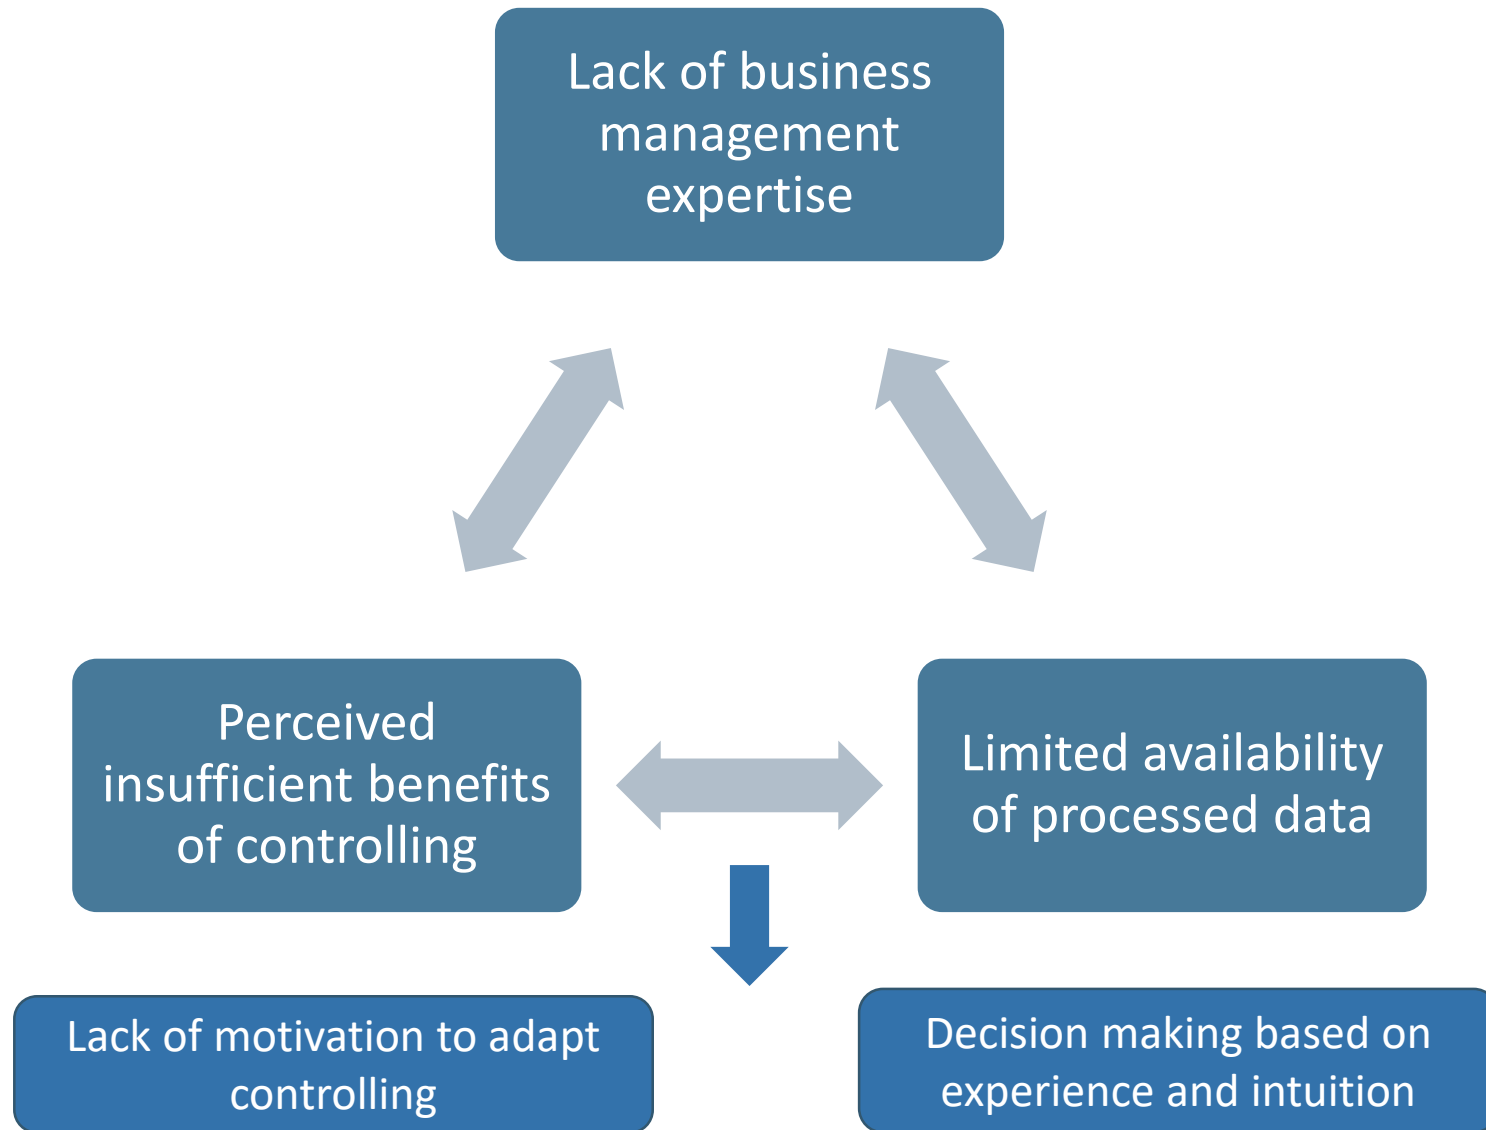 Lack of business
management
expertise
Perceived
insufficient benefits
of controlling
Limited availability
of processed data
Lack of motivation to adapt
controlling
Decision making based on
experience and intuition